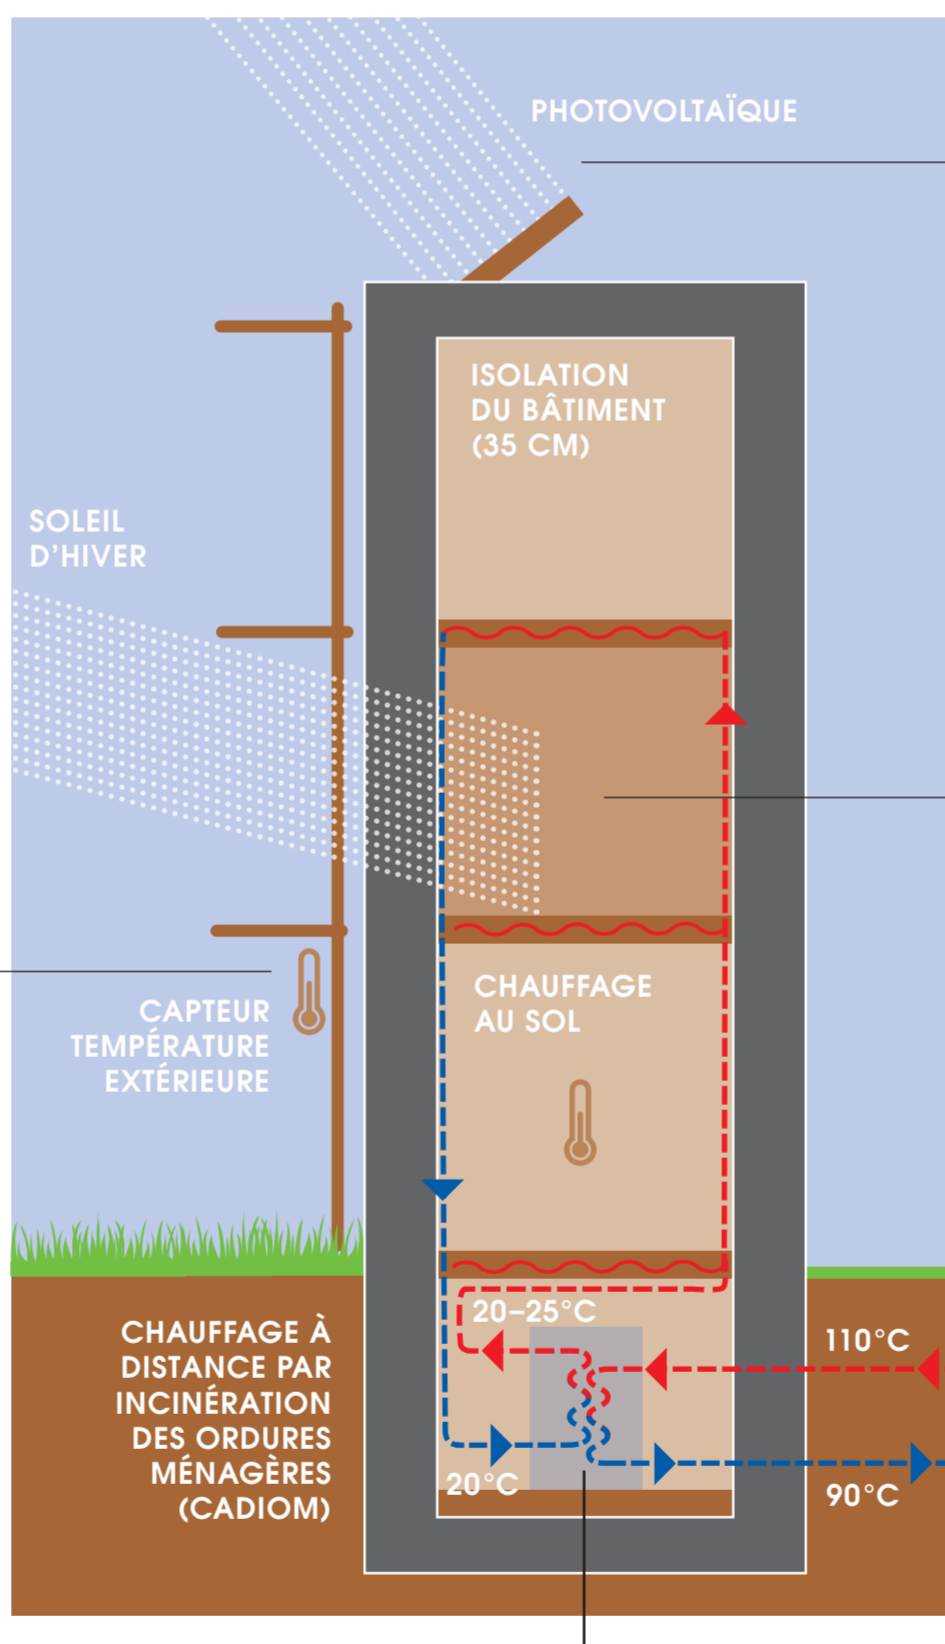 PHOTOVOLTAÏQUE
ISOLATION
DU BÂTIMENT
(35 CM)
SOLEIL
D'HIVER
CHAUFFAGE
AU SOL
CAPTEUR
TEMPÉRATURE
EXTÉRIEURE
20–25°C
110°C
20°C
90°C
CHAUFFAGE À
DISTANCE PAR
INCINÉRATION
DES ORDURES
MÉNAGÈRES
(CADIOM)